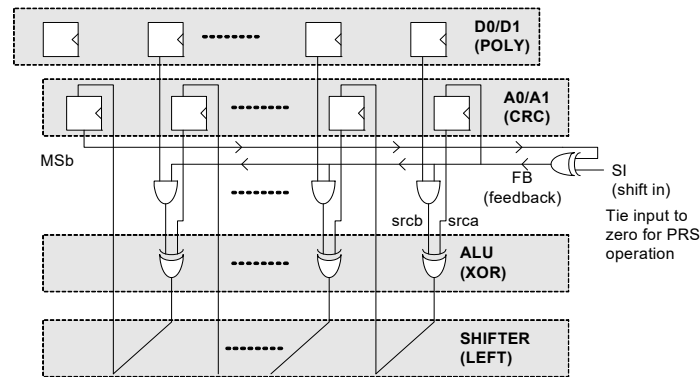 D0/D1
(POLY)
A0/A1
(CRC)
MSb
FB
(feedback)
SI
(shift in)
Tie input to
zero for PRS
operation
srcb
srca
ALU
(XOR)
SHIFTER
(LEFT)